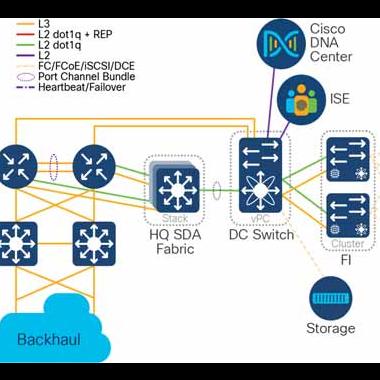 L3
L2 dot1q + REP
L2 dot1q
L2
FC/FCoE/iSCSI/DCE
Port Channel Bundle
Heartbeat/Failover
Cisco
DNA
Center
ISE
Stack
HQ SDA
Fabric
vPC
DC Switch
Cluster
FI
Storage
Backhaul